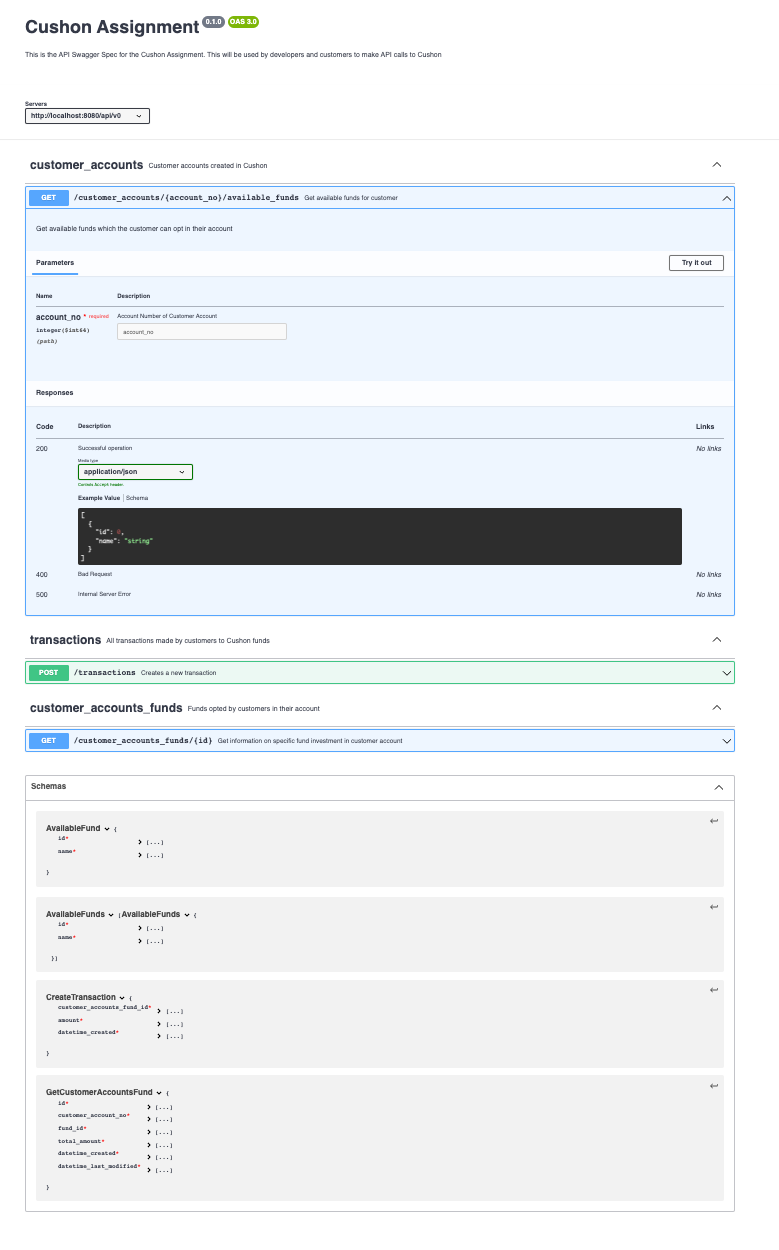 Cushon Assignment 0.1.0 OAS 3.0
This is the API Swagger Spec for the Cushon Assignment. This will be used by developers and customers to make API calls to Cushon
Servers
http://localhost:8080/api/v0
customer_accounts Customer accounts created in Cushon
GET /customer_accounts/{account_no}/available_funds Get available funds for customer
Get available funds which the customer can opt in their account
Parameters
Try it out
Name Description
account_no * required Account Number of Customer Account
integer($int64) account_no
(path)
Responses
Code Description Links
200 Successful operation No links
Media type
application/json
Controls Accept header.
Example Value | Schema
[
{
"id": 0,
"name": "string"
}
]
400 Bad Request No links
500 Internal Server Error No links
transactions All transactions made by customers to Cushon funds
POST /transactions Creates a new transaction
customer_accounts_funds Funds opted by customers in their account
GET /customer_accounts_funds/{id} Get information on specific fund investment in customer account
Schemas
AvailableFund {
id* [...]
name* [...]
}
AvailableFunds [AvailableFunds {
id* [...]
name* [...]
}]
CreateTransaction {
customer_accounts_fund_id* [...]
amount* [...]
datetime_created* [...]
}
GetCustomerAccountsFund {
id* [...]
customer_account_no* [...]
fund_id* [...]
total_amount* [...]
datetime_created* [...]
datetime_last_modified* [...]
}